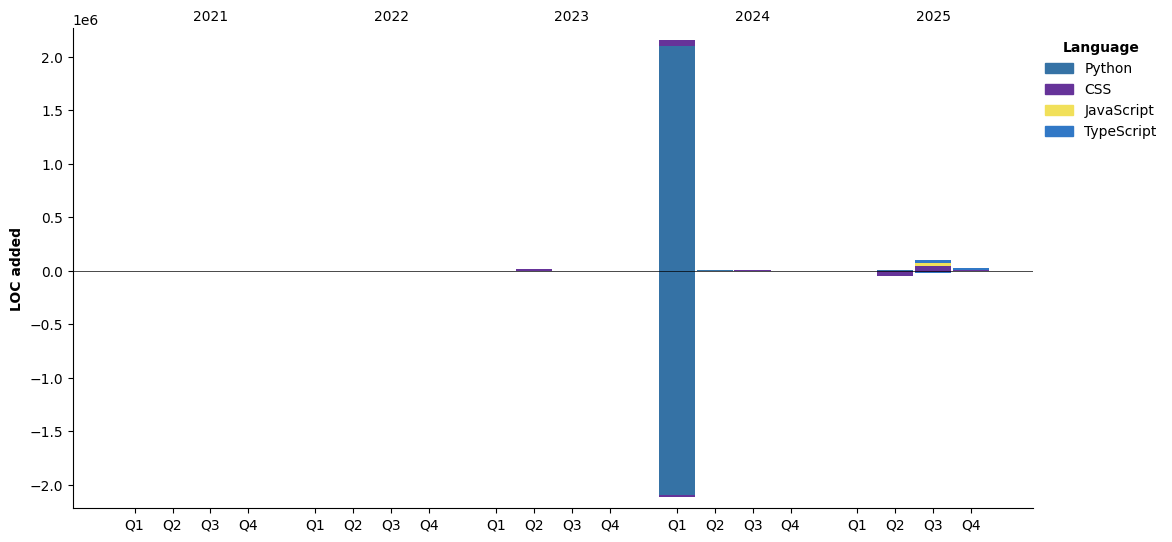 1e6
2021 2022 2023 2024 2025
Language
Python
CSS
JavaScript
TypeScript
LOC added
2.0
1.5
1.0
0.5
0.0
−0.5
−1.0
−1.5
−2.0
Q1 Q2 Q3 Q4 Q1 Q2 Q3 Q4 Q1 Q2 Q3 Q4 Q1 Q2 Q3 Q4 Q1 Q2 Q3 Q4